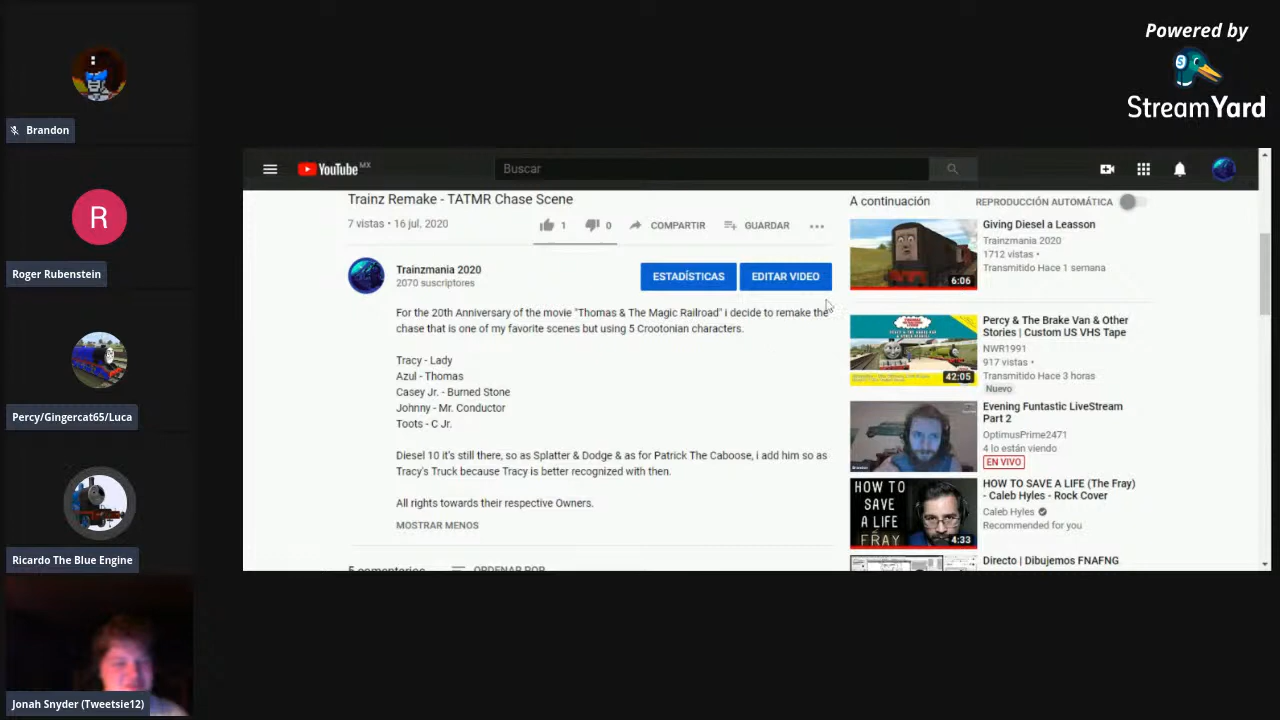 Powered by
StreamYard
Brandon
R
Roger Rubenstein
Percy/Gingercat65/Luca
Ricardo The Blue Engine
Jonah Snyder (Tweetsie12)
YouTube MX
Buscar
Trainz Remake - TATMR Chase Scene
7 vistas • 16 jul. 2020
1
0
COMPARTIR
GUARDAR
Trainzmania 2020
2070 suscriptores
ESTADÍSTICAS
EDITAR VIDEO
For the 20th Anniversary of the movie "Thomas & The Magic Railroad" i decide to remake the
chase that is one of my favorite scenes but using 5 Crootonian characters.
Tracy - Lady
Azul - Thomas
Casey Jr. - Burned Stone
Johnny - Mr. Conductor
Toots - C Jr.
Diesel 10 it's still there, so as Splatter & Dodge & as for Patrick The Caboose, i add him so as
Tracy's Truck because Tracy is better recognized with then.
All rights towards their respective Owners.
MOSTRAR MENOS
5 comentarios
ORDENAR POR
A continuación
REPRODUCCIÓN AUTOMÁTICA
Giving Diesel a Leasson
Trainzmania 2020
1712 vistas •
Transmitido Hace 1 semana
6:06
Percy & The Brake Van & Other
Stories | Custom US VHS Tape
NWR1991
917 vistas •
Transmitido Hace 3 horas
Nuevo
42:05
Evening Funtastic LiveStream
Part 2
OptimusPrime2471
4 lo están viendo
EN VIVO
HOW TO SAVE A LIFE (The Fray)
- Caleb Hyles - Rock Cover
Caleb Hyles
Recommended for you
HOW TO
SAVE
A LIFE
FRAY
4:33
Directo | Dibujemos FNAFNG